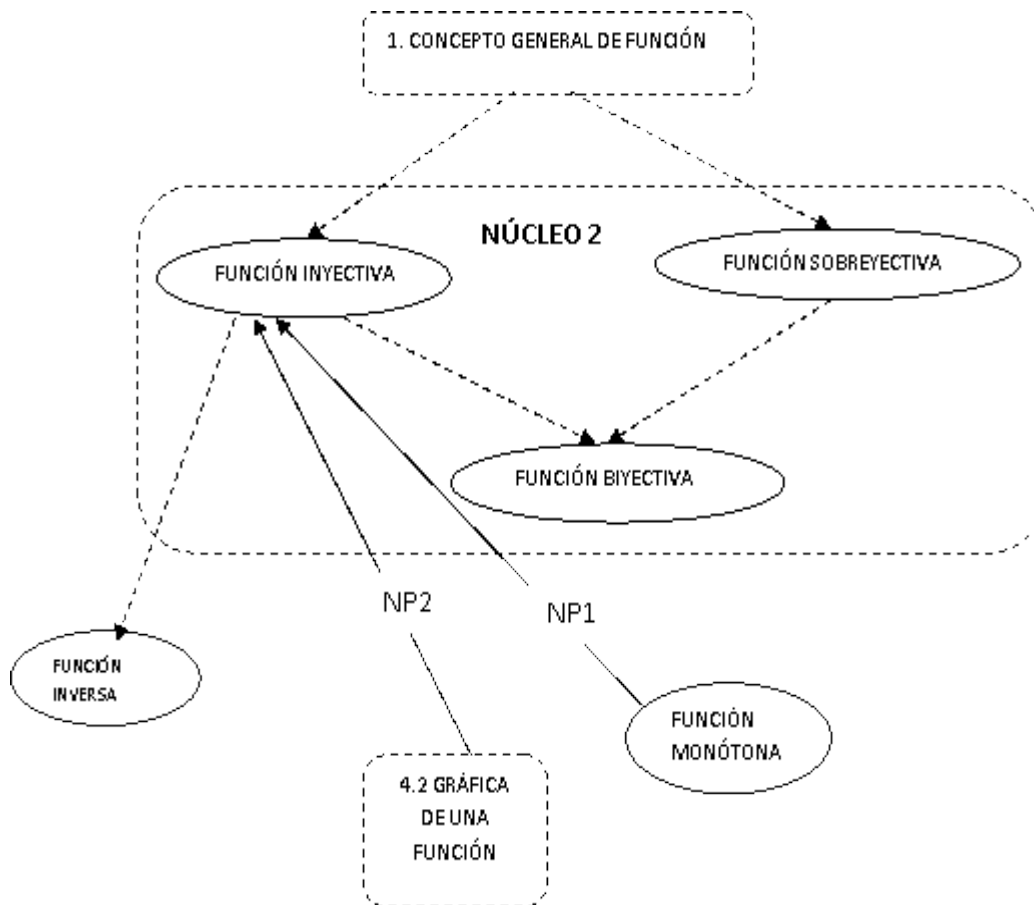 1. CONCEPTO GENERAL DE FUNCIÓN
NÚCLEO 2
FUNCIÓN INYECTIVA
FUNCIÓN SOBREYECTIVA
FUNCIÓN BIYECTIVA
NP2
NP1
FUNCIÓN
INVERSA
FUNCIÓN
MONÓTONA
4.2 GRÁFICA
DE UNA
FUNCIÓN